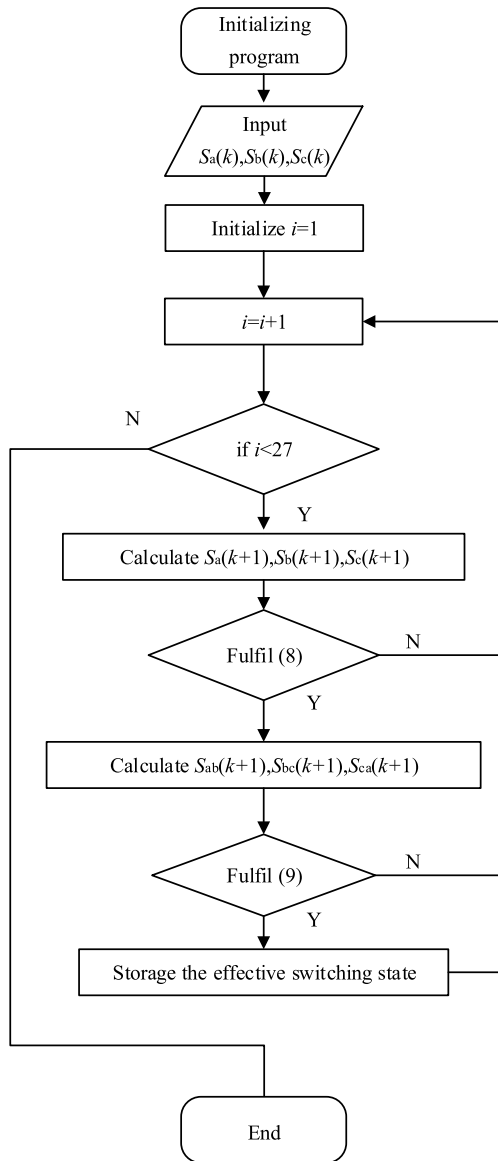 Initializing
program
Input
Sa(k),Sb(k),Sc(k)
Initialize i=1
i=i+1
N
if i<27
Y
Calculate Sa(k+1),Sb(k+1),Sc(k+1)
Fulfil (8)
N
Y
Calculate Sab(k+1),Sbc(k+1),Sca(k+1)
Fulfil (9)
N
Y
Storage the effective switching state
End